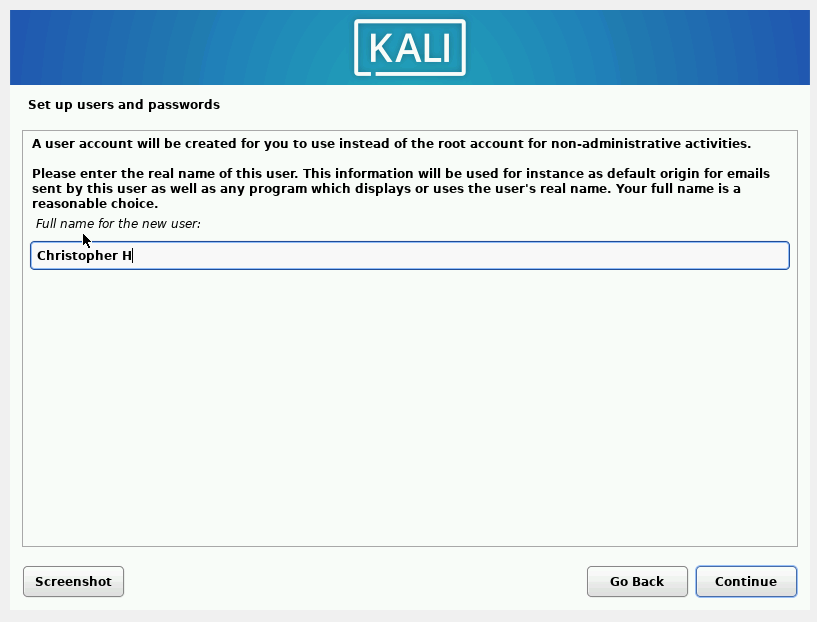 KALI
Set up users and passwords
A user account will be created for you to use instead of the root account for non-administrative activities.
Please enter the real name of this user. This information will be used for instance as default origin for emails
sent by this user as well as any program which displays or uses the user's real name. Your full name is a
reasonable choice.
Full name for the new user:
Christopher H
Screenshot
Go Back
Continue